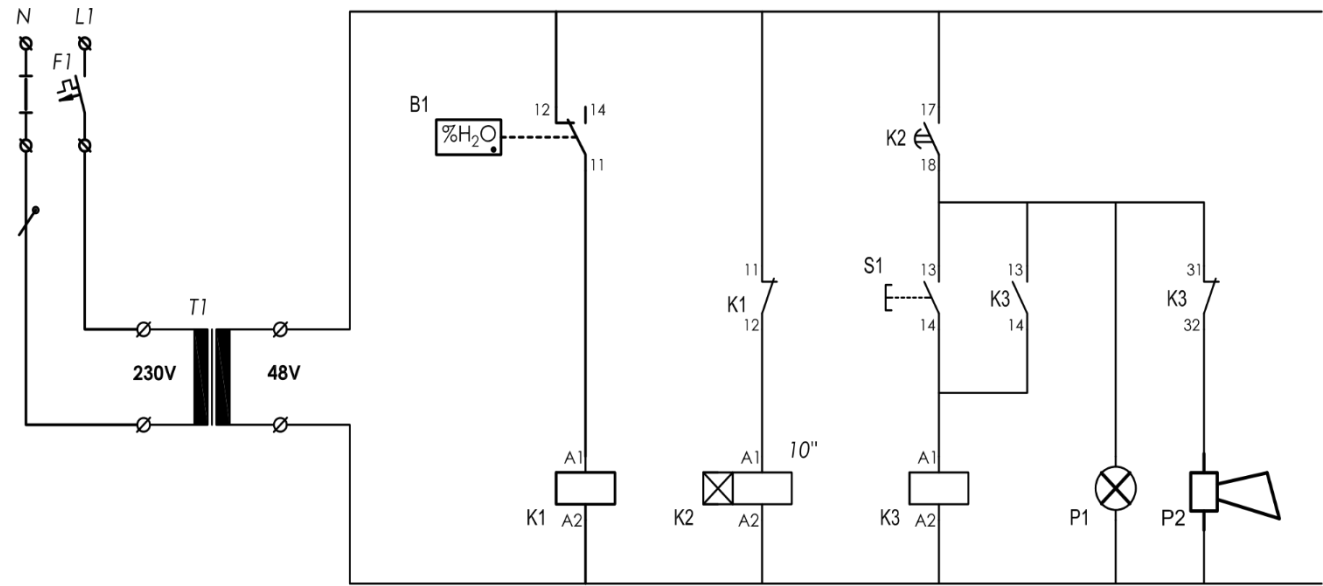 N L1
F1
B1 12 14
%H₂O
11
17
K2
18
T1
230V 48V
11
K1
12
S1 13
14
13
K3
14
31
K3
32
A1
K1 A2
A1 10"
K2 A2
A1
K3 A2
P1
P2